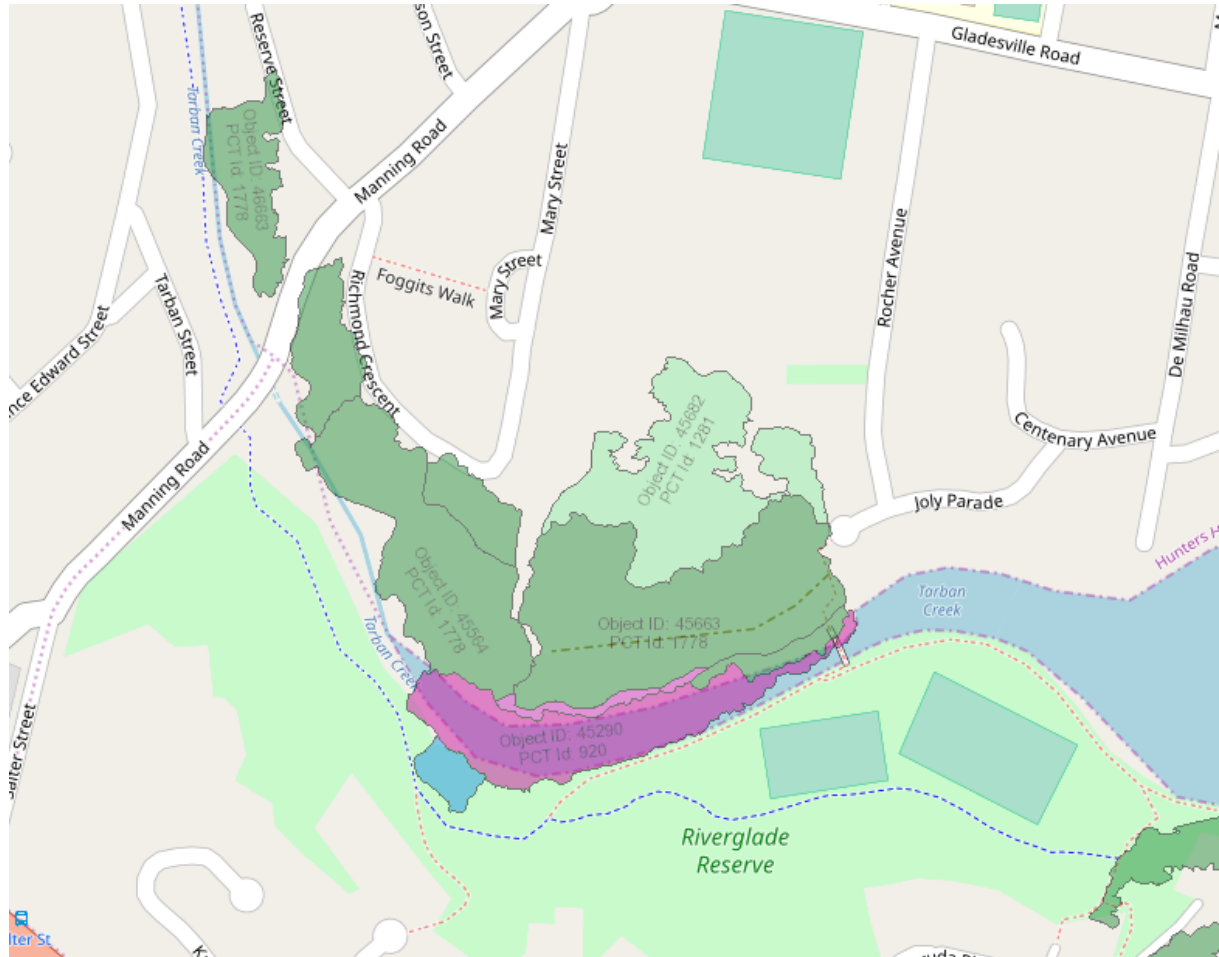 Reserve Street
son Street
Gladesville Road
Tarban Creek
Object ID: 46663
PCT Id: 1778
Manning Road
Mary Street
Foggits Walk
Mary Street
Rocher Avenue
De Milhau Road
Tarban Street
nce Edward Street
Richmond Crescent
Object ID: 45682
PCT Id: 1281
Centenary Avenue
Manning Road
Joly Parade
Hunters H
Object ID: 45564
PCT Id: 1778
Tarban
Creek
Object ID: 45663
PCT Id: 1778
Tarban Creek
Object ID: 45290
PCT Id: 920
Salter Street
Riverglade
Reserve
lter St